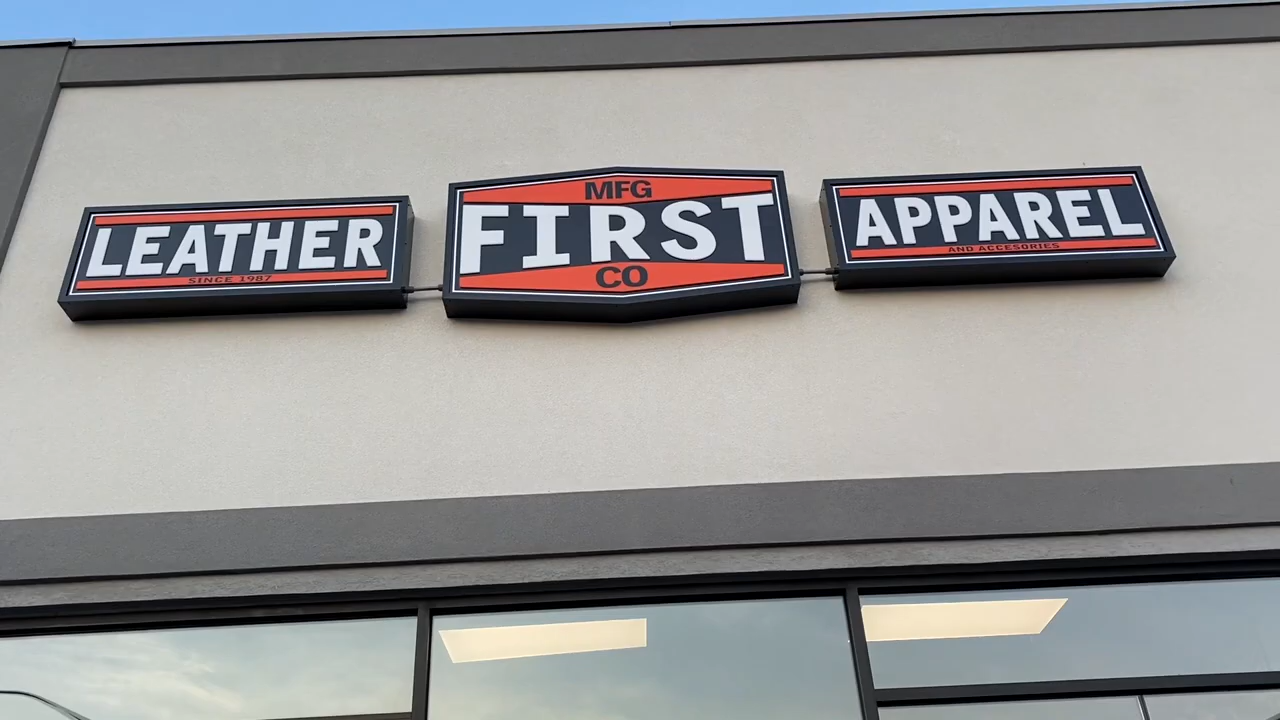 LEATHER
SINCE 1987
MFG
FIRST
CO
APPAREL
AND ACCESORIES